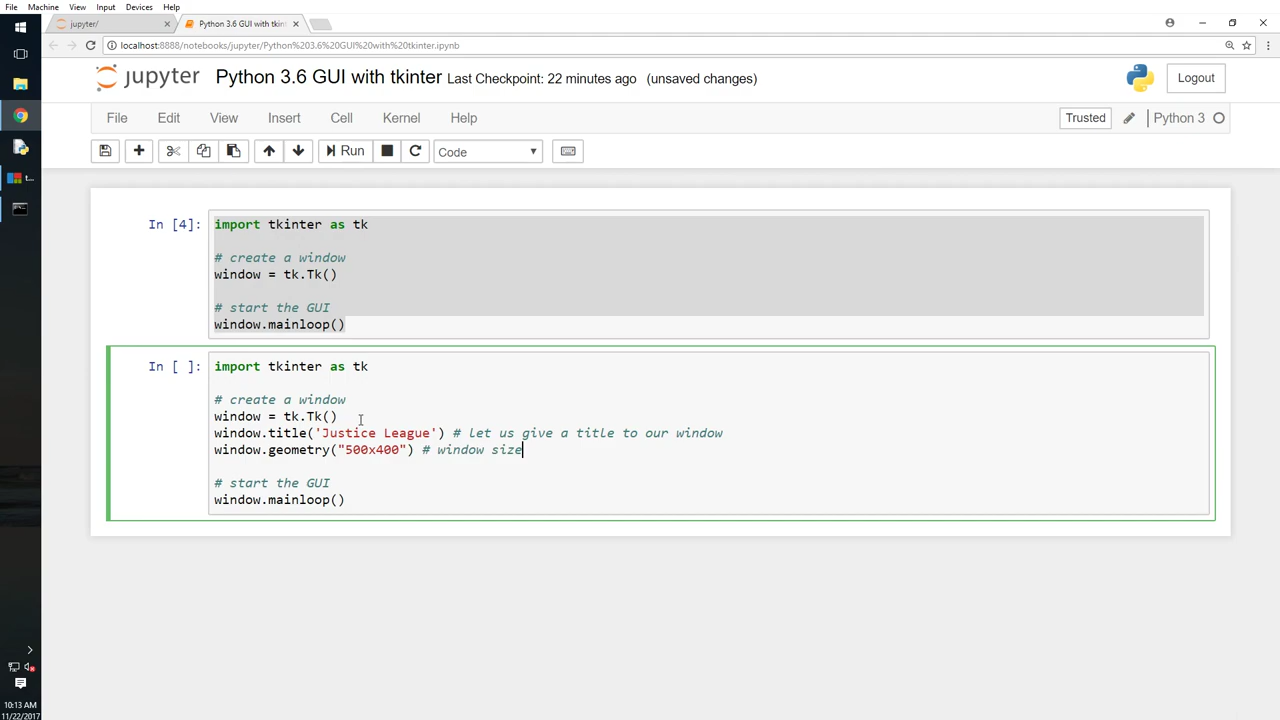 File Machine View Input Devices Help
jupyter/
Python 3.6 GUI with tkin
localhost:8888/notebooks/jupyter/Python%203.6%20GUI%20with%20tkinter.ipynb
jupyter Python 3.6 GUI with tkinter Last Checkpoint: 22 minutes ago (unsaved changes)
Logout
File Edit View Insert Cell Kernel Help
Trusted Python 3
Run Code
In [4]: import tkinter as tk
# create a window
window = tk.Tk()
# start the GUI
window.mainloop()
In [ ]: import tkinter as tk
# create a window
window = tk.Tk()
window.title('Justice League') # let us give a title to our window
window.geometry("500x400") # window size
# start the GUI
window.mainloop()
10:13 AM
11/22/2017